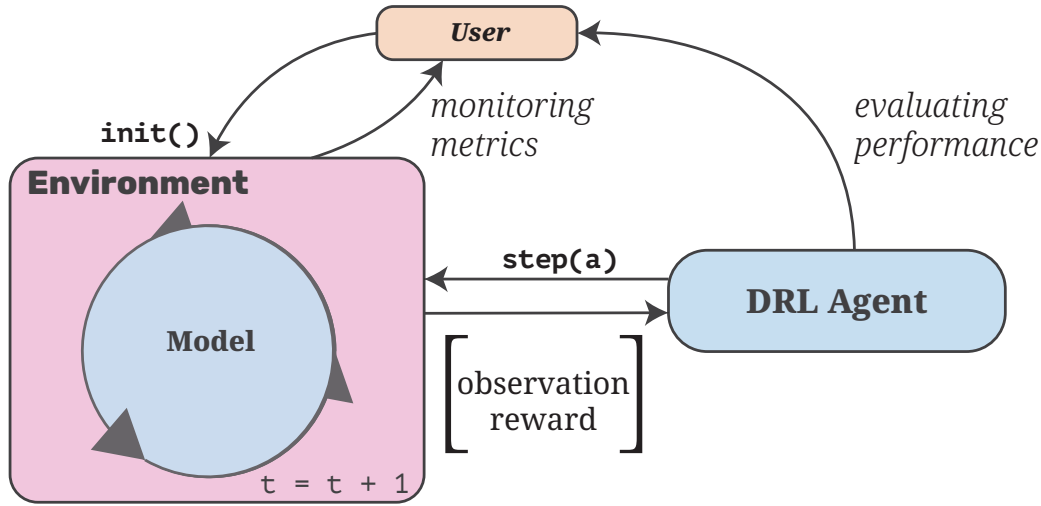 User
monitoring
metrics
evaluating
performance
init()
Environment
step(a)
DRL Agent
Model
observation
reward
t = t + 1